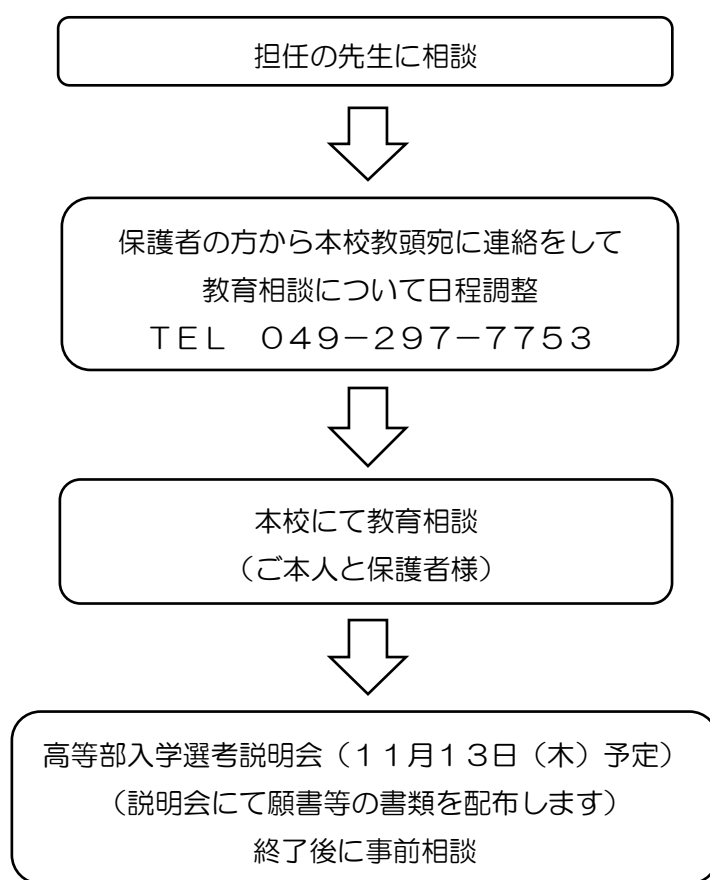 担任の先生に相談
保護者の方から本校教頭宛に連絡をして
教育相談について日程調整
ＴＥＬ　０４９－２９７－７７５３
本校にて教育相談
（ご本人と保護者様）
高等部入学選考説明会（１１月１３日（木）予定）
（説明会にて願書等の書類を配布します）
終了後に事前相談